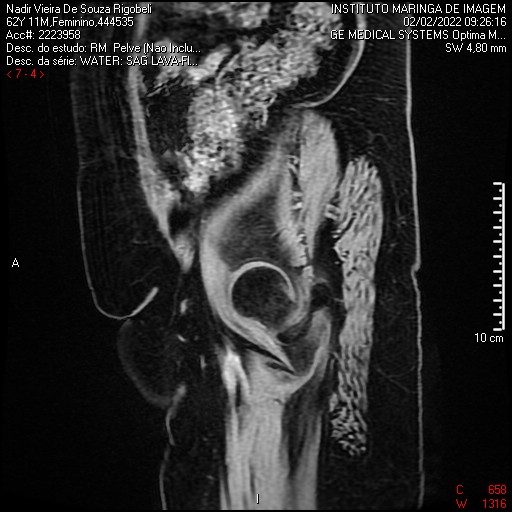 Nadir Vieira De Souza Rigobeli
62Y 11M,Feminino,444535
Acc#: 2223958
Desc. do estudo: RM  Pelve (Nao Inclu...
Desc. da série: WATER: SAG LAVA-Fl...
< 7 - 4 >
INSTITUTO MARINGA DE IMAGEM
02/02/2022 09:26:16
GE MEDICAL SYSTEMS Optima M...
SW 4,80 mm
A
10 cm
I
C 658
W 1316